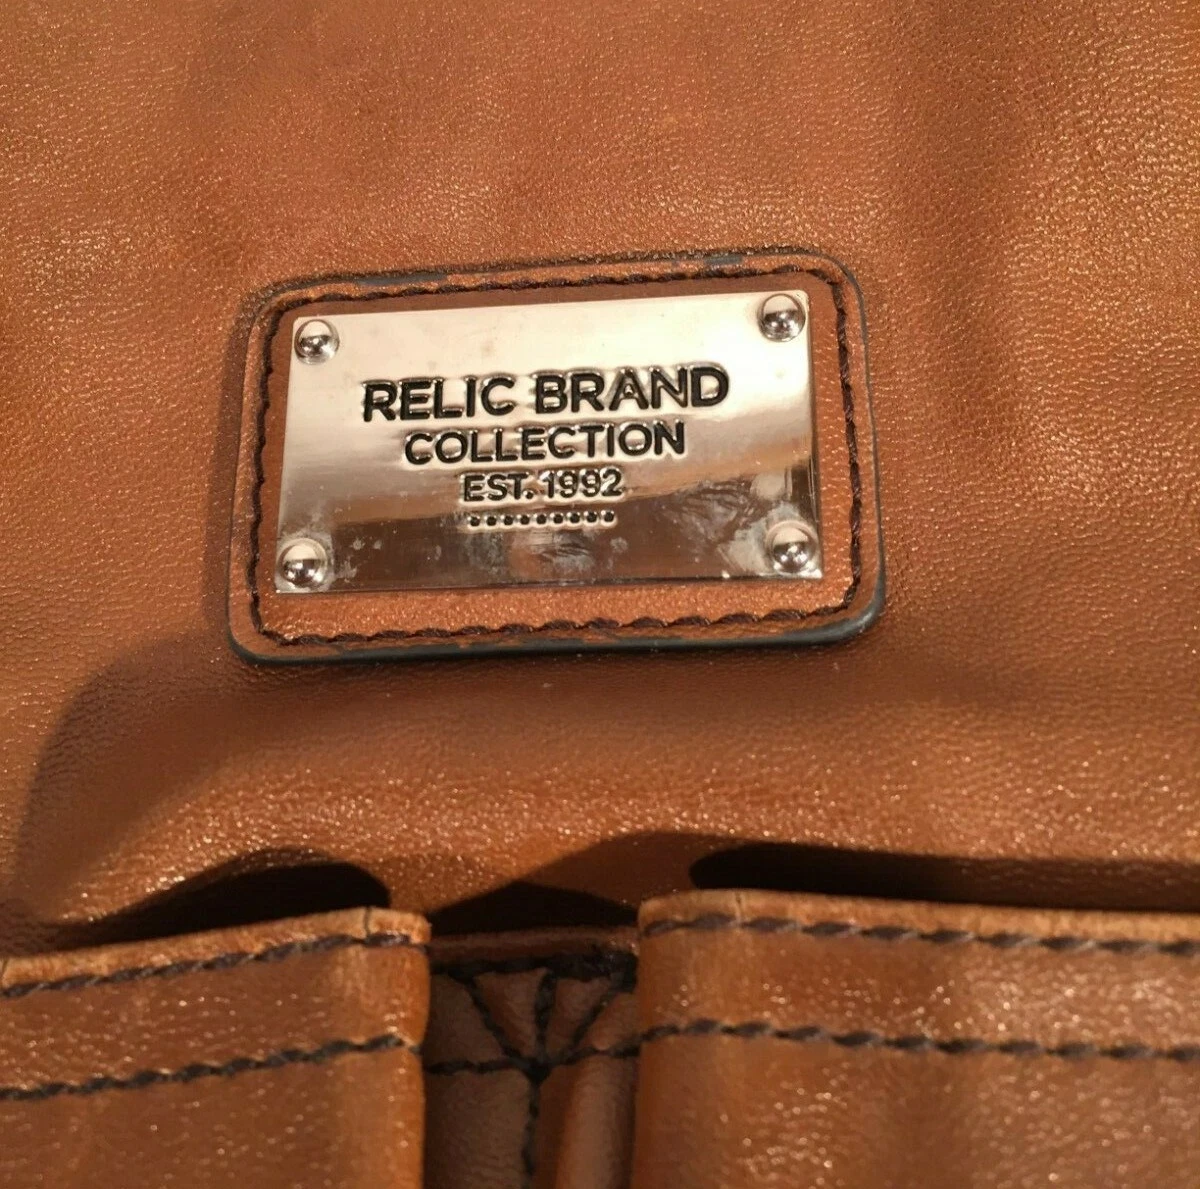 RELIC BRAND
COLLECTION
EST. 1992